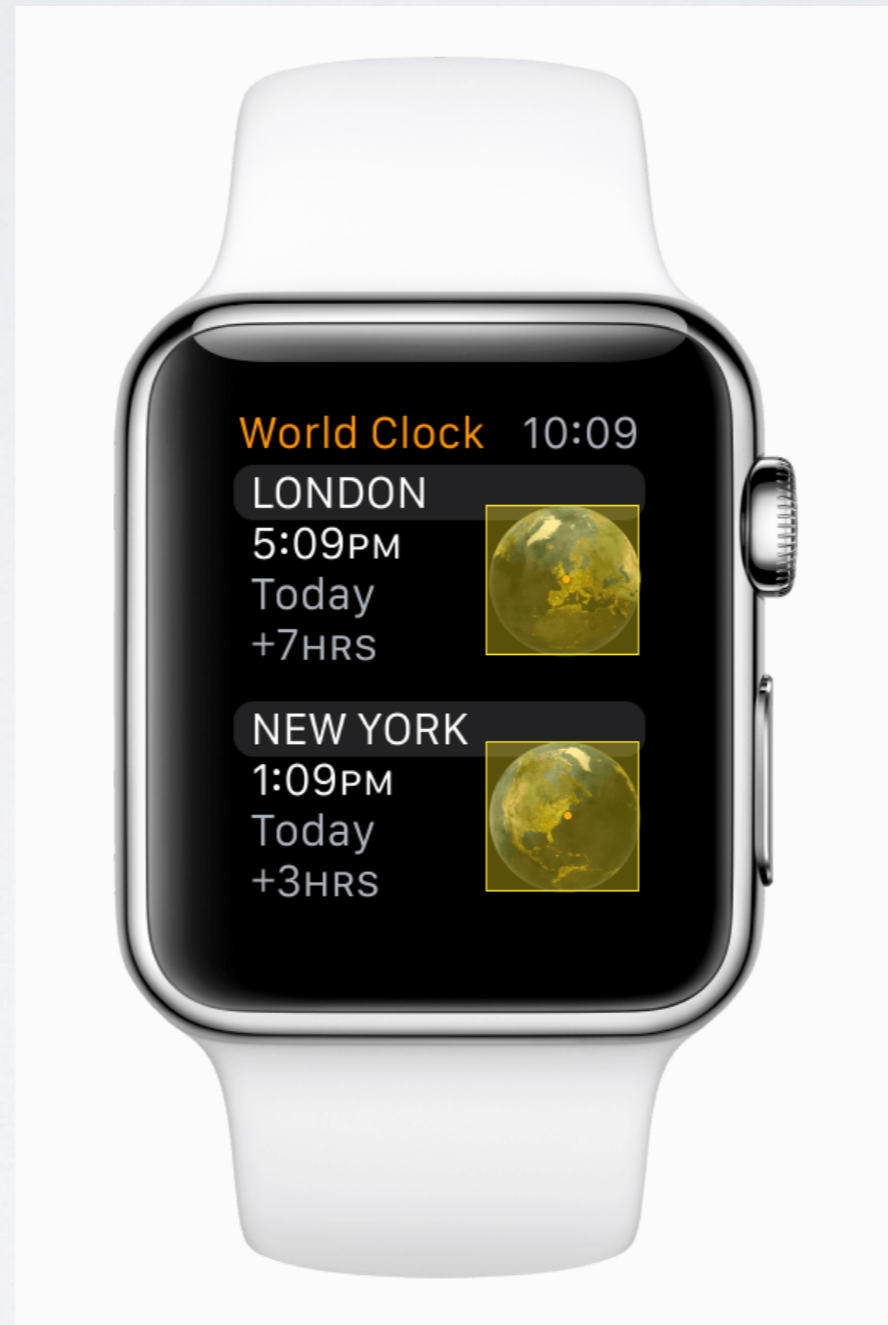 World Clock 10:09
LONDON
5:09PM
Today
+7HRS
NEW YORK
1:09PM
Today
+3HRS